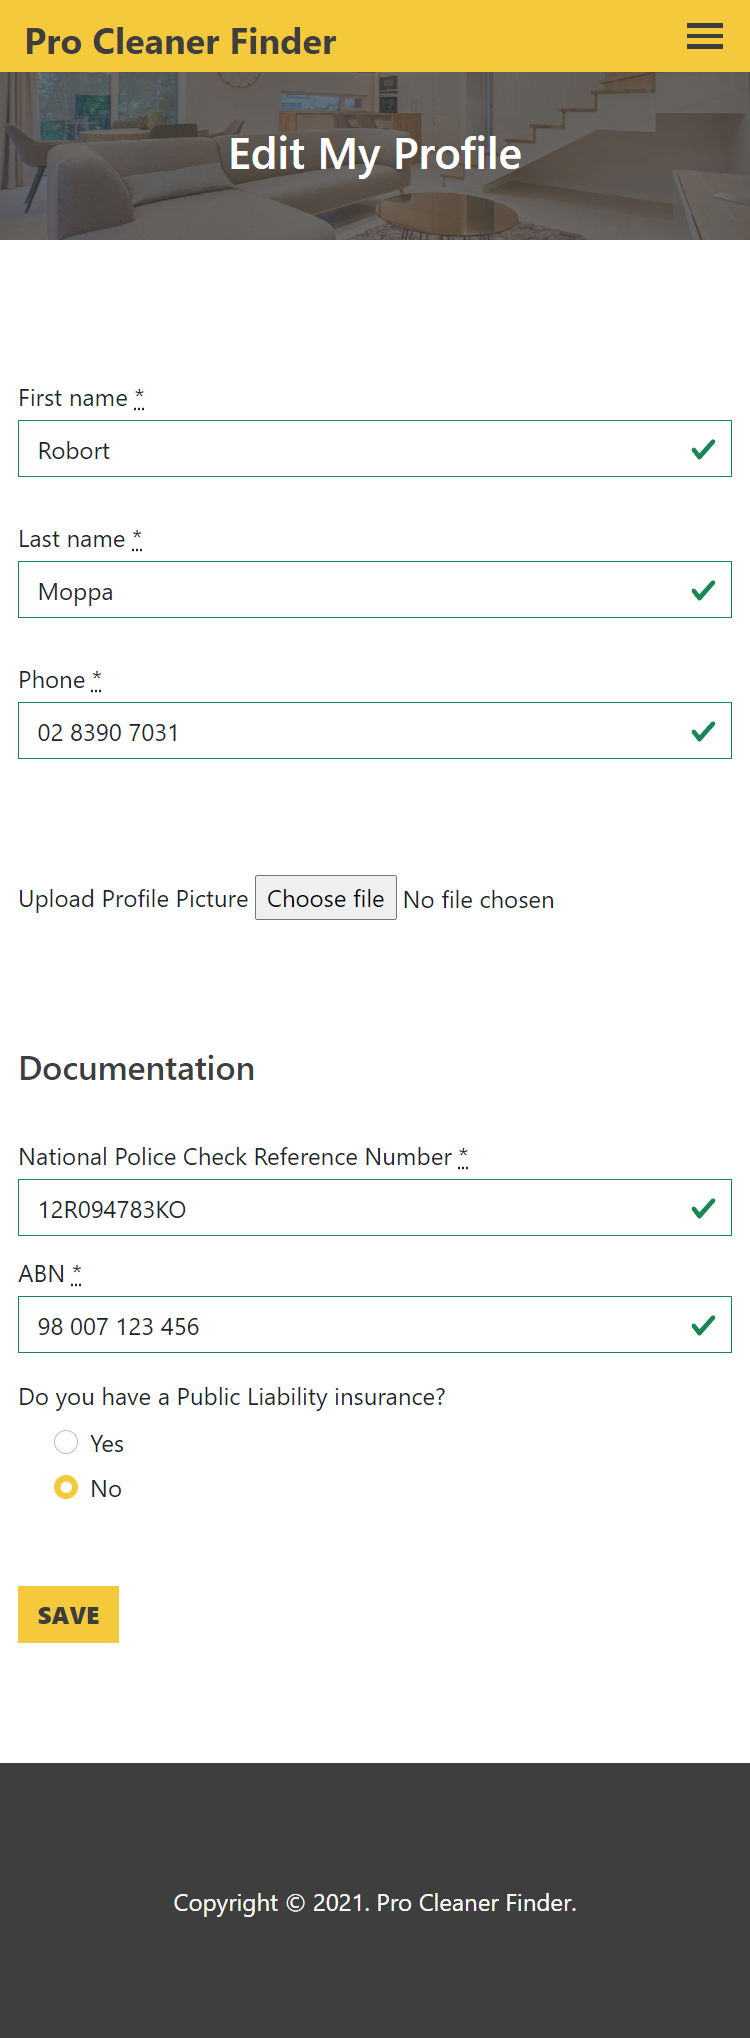 Pro Cleaner Finder
Edit My Profile
First name *
Robort
Last name *
Moppa
Phone *
02 8390 7031
Upload Profile Picture Choose file No file chosen
Documentation
National Police Check Reference Number *
12R094783KO
ABN *
98 007 123 456
Do you have a Public Liability insurance?
Yes
No
SAVE
Copyright © 2021. Pro Cleaner Finder.